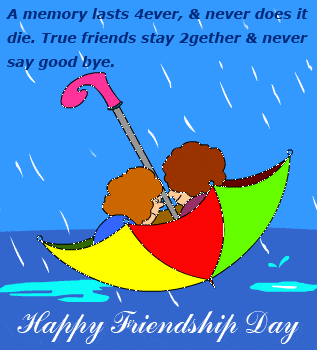 A memory lasts 4ever, & never does it
die. True friends stay 2gether & never
say good bye.
Happy Friendship Day